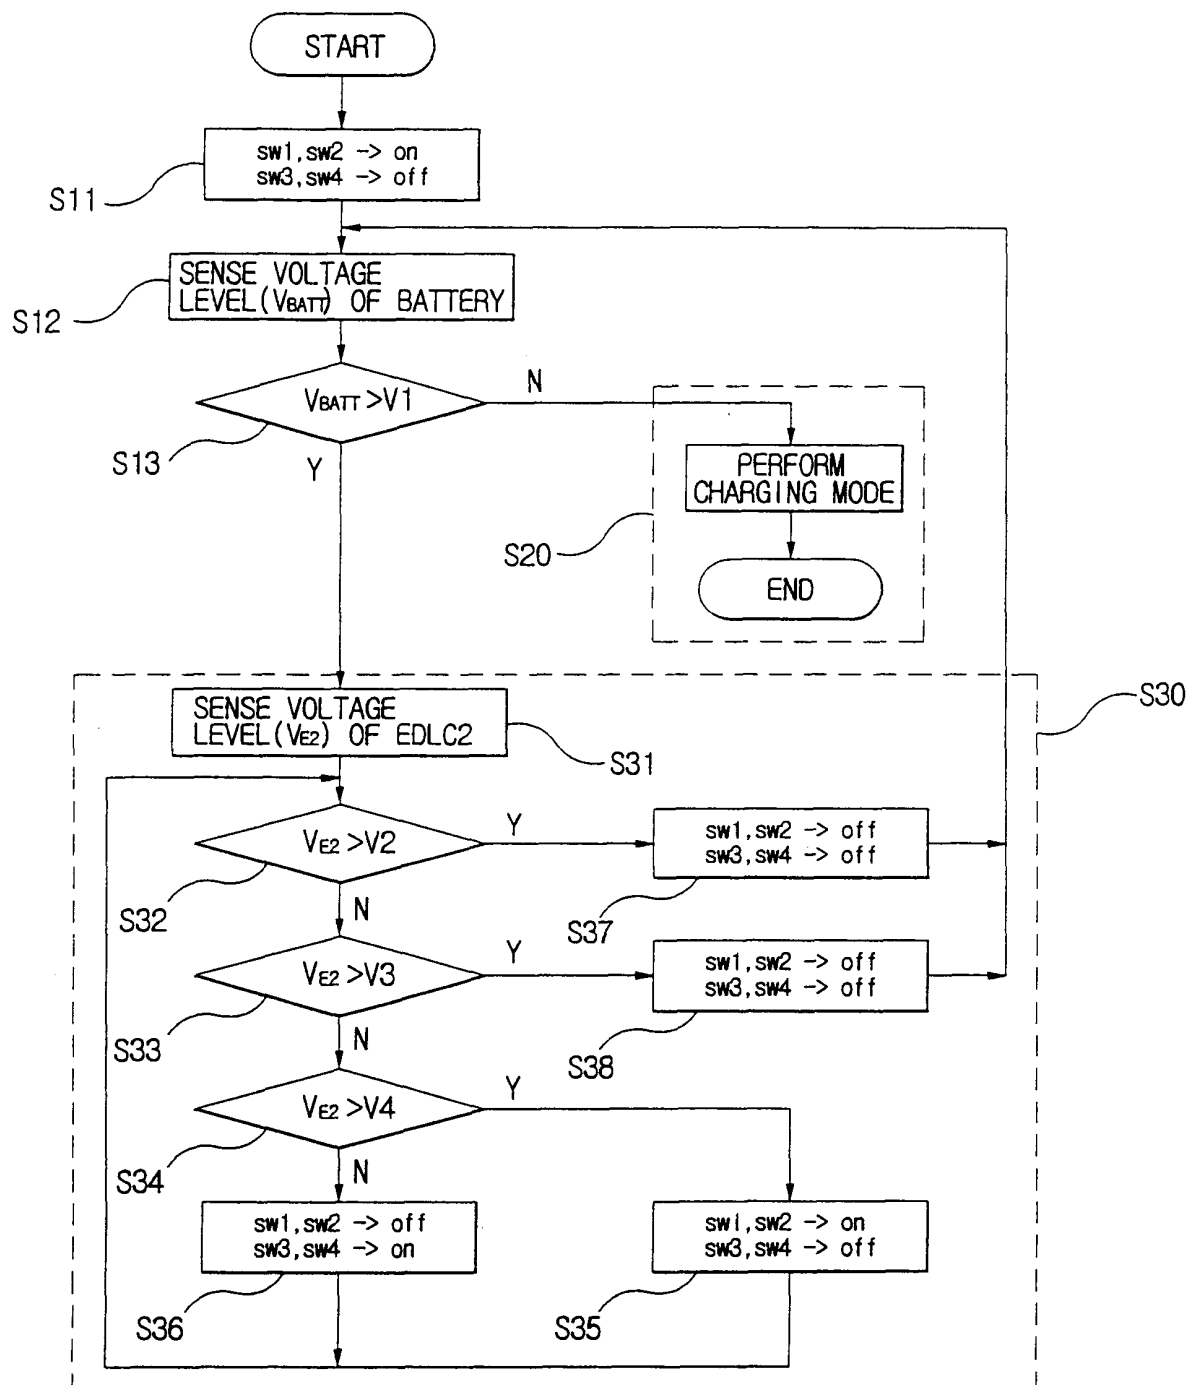 START
sw1,sw2 -> on
sw3,sw4 -> off
S11
SENSE VOLTAGE
LEVEL(VBATT) OF BATTERY
S12
VBATT>V1
N
S13
Y
PERFORM
CHARGING MODE
S20
END
S30
SENSE VOLTAGE
LEVEL(VE2) OF EDLC2
S31
VE2>V2
Y
sw1,sw2 -> off
sw3,sw4 -> off
S32
N
S37
VE2>V3
Y
sw1,sw2 -> off
sw3,sw4 -> off
S33
N
S38
VE2>V4
Y
S34
N
sw1,sw2 -> off
sw3,sw4 -> on
sw1,sw2 -> on
sw3,sw4 -> off
S36
S35